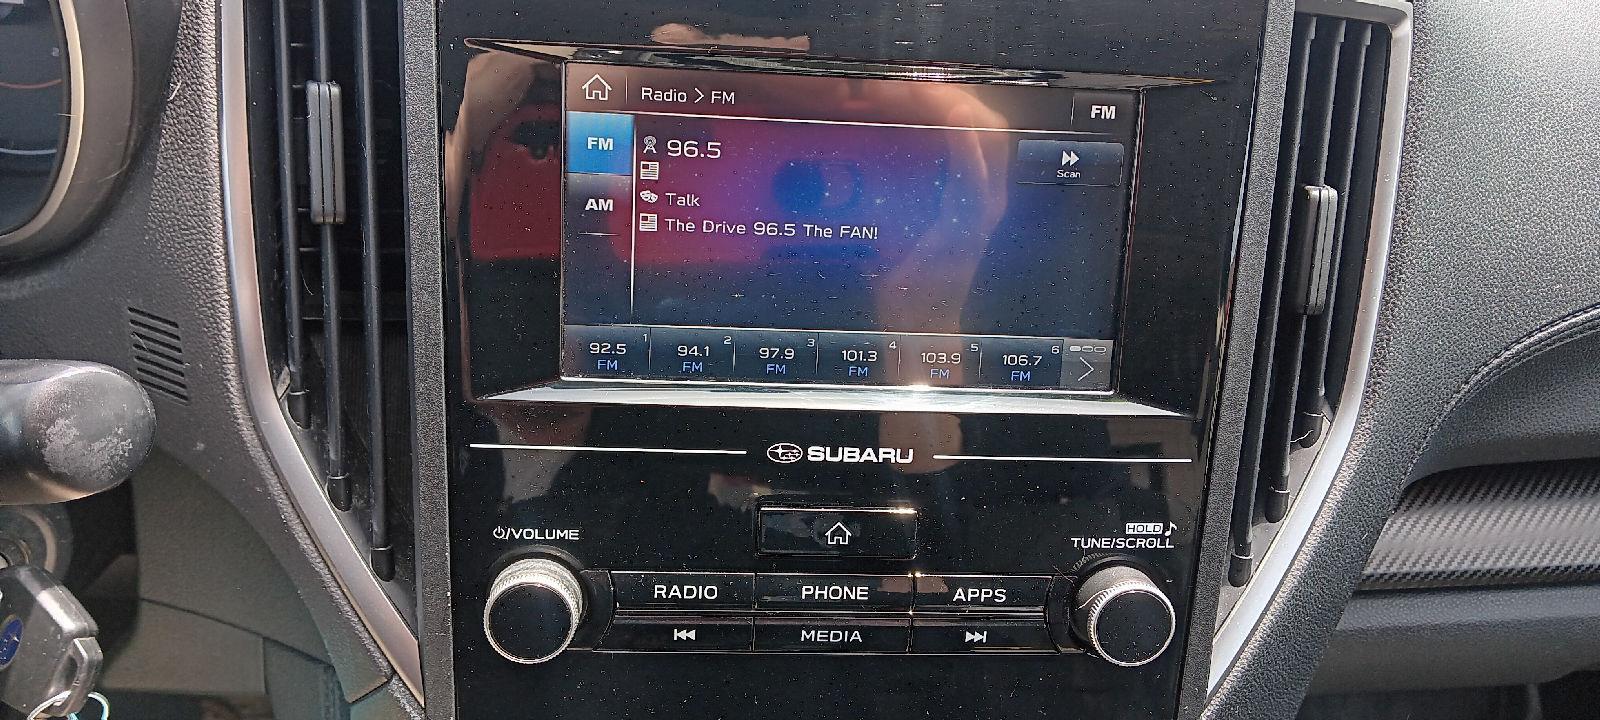 Radio > FM
FM
FM
96.5
Scan
AM
Talk
The Drive 96.5 The FAN!
1 2 3 4 5 6
92.5 94.1 97.9 101.3 103.9 106.7
FM FM FM FM FM FM
SUBARU
/VOLUME
HOLD
TUNE/SCROLL
RADIO PHONE APPS
MEDIA